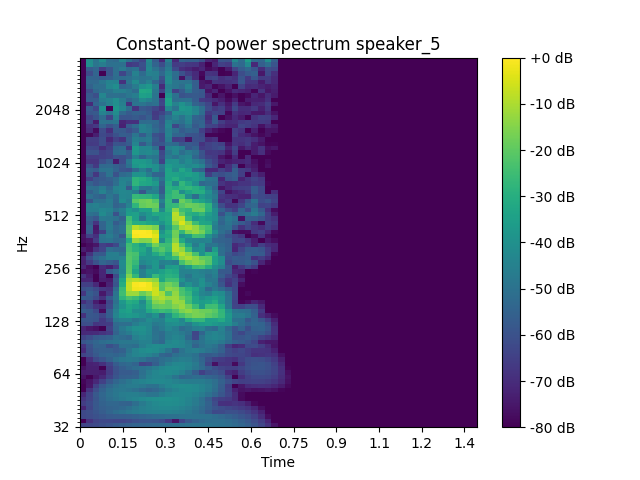 Constant-Q power spectrum speaker_5
+0 dB
-10 dB
-20 dB
-30 dB
-40 dB
-50 dB
-60 dB
-70 dB
-80 dB
2048
1024
512
256
128
64
32
Hz
0 0.15 0.3 0.45 0.6 0.75 0.9 1.1 1.2 1.4
Time